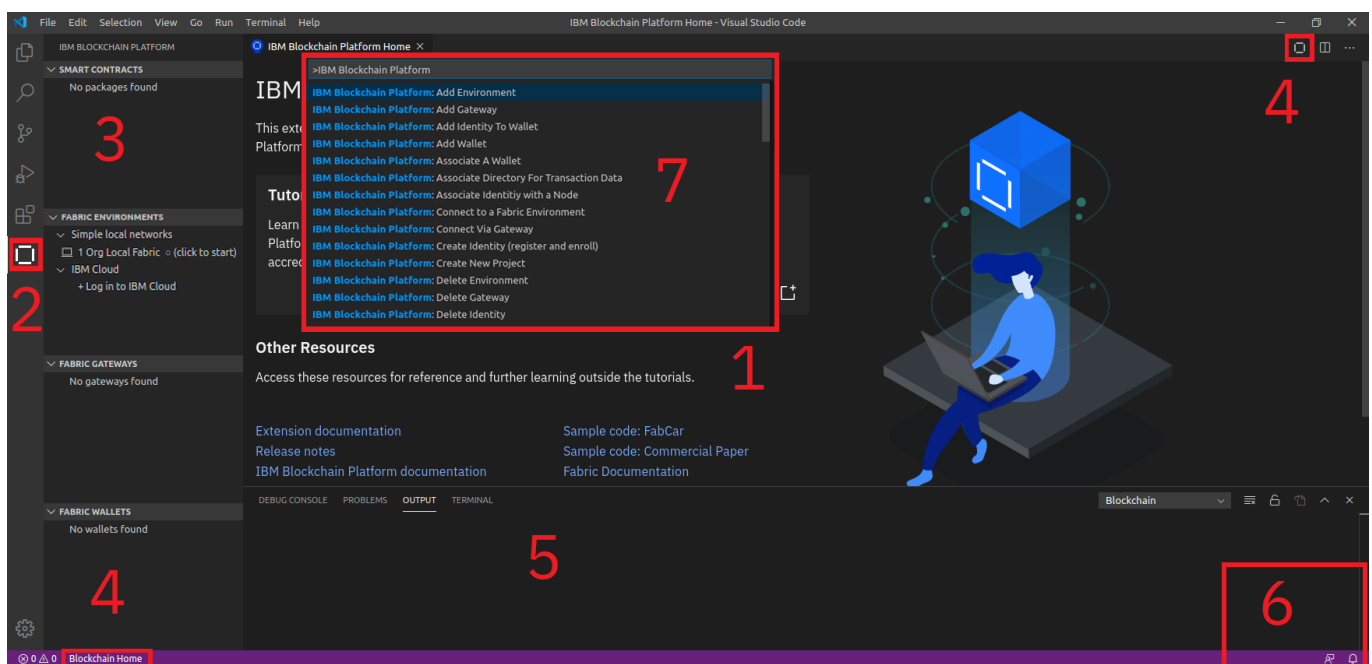 File Edit Selection View Go Run Terminal Help
IBM Blockchain Platform Home - Visual Studio Code
IBM BLOCKCHAIN PLATFORM
SMART CONTRACTS
No packages found
3
FABRIC ENVIRONMENTS
Simple local networks
1 Org Local Fabric ○ (click to start)
IBM Cloud
+ Log in to IBM Cloud
2
FABRIC GATEWAYS
No gateways found
FABRIC WALLETS
No wallets found
4
IBM Blockchain Platform Home
4
IBM
This exte
Platform
Tuto
Learn
Platfo
accred
>IBM Blockchain Platform
IBM Blockchain Platform: Add Environment
IBM Blockchain Platform: Add Gateway
IBM Blockchain Platform: Add Identity To Wallet
IBM Blockchain Platform: Add Wallet
IBM Blockchain Platform: Associate A Wallet
IBM Blockchain Platform: Associate Directory For Transaction Data
IBM Blockchain Platform: Associate Identitiy with a Node
IBM Blockchain Platform: Connect to a Fabric Environment
IBM Blockchain Platform: Connect Via Gateway
IBM Blockchain Platform: Create Identity (register and enroll)
IBM Blockchain Platform: Create New Project
IBM Blockchain Platform: Delete Environment
IBM Blockchain Platform: Delete Gateway
IBM Blockchain Platform: Delete Identity
7
1
Other Resources
Access these resources for reference and further learning outside the tutorials.
Extension documentation
Sample code: FabCar
Release notes
Sample code: Commercial Paper
IBM Blockchain Platform documentation
Fabric Documentation
DEBUG CONSOLE PROBLEMS OUTPUT TERMINAL
Blockchain
5
6
0 0 Blockchain Home